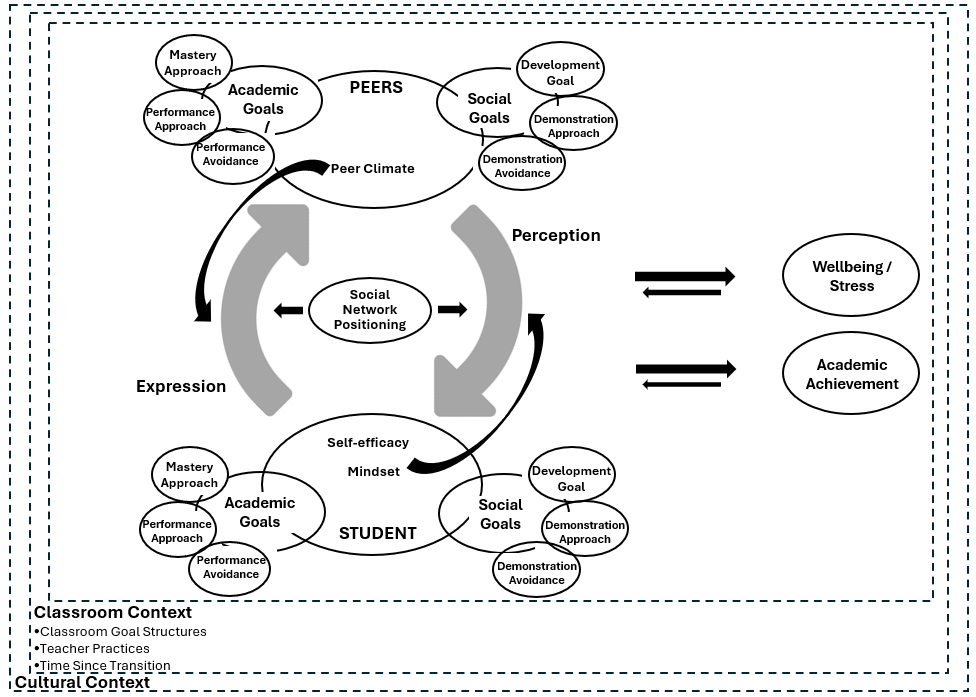 Mastery
Approach
Academic
Goals
Performance
Approach
Performance
Avoidance
PEERS
Peer Climate
Social
Goals
Development
Goal
Demonstration
Approach
Demonstration
Avoidance
Perception
Social
Network
Positioning
Expression
Wellbeing /
Stress
Academic
Achievement
Self-efficacy
Mindset
STUDENT
Mastery
Approach
Academic
Goals
Performance
Approach
Performance
Avoidance
Social
Goals
Development
Goal
Demonstration
Approach
Demonstration
Avoidance
Classroom Context
•Classroom Goal Structures
•Teacher Practices
•Time Since Transition
Cultural Context